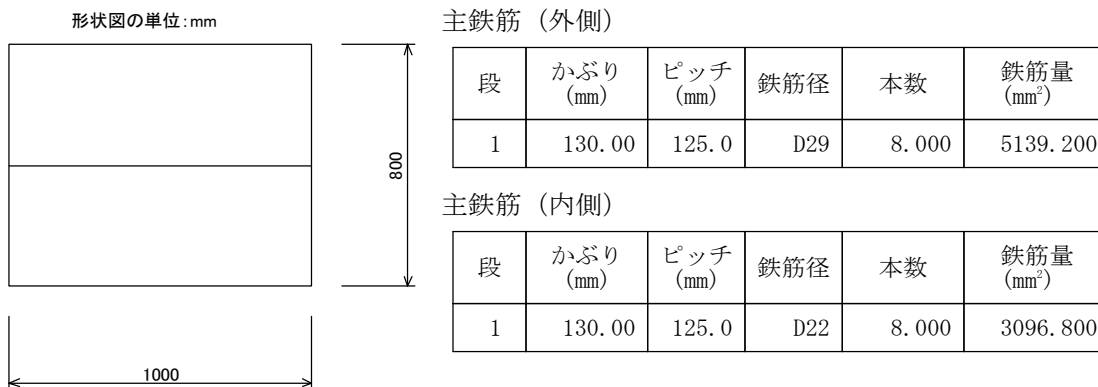 形状図の単位:mm
800
1000
主鉄筋 (外側)
段 かぶり (mm) ピッチ (mm) 鉄筋径 本数 鉄筋量 (mm²)
1 130.00 125.0 D29 8.000 5139.200
主鉄筋 (内側)
段 かぶり (mm) ピッチ (mm) 鉄筋径 本数 鉄筋量 (mm²)
1 130.00 125.0 D22 8.000 3096.800